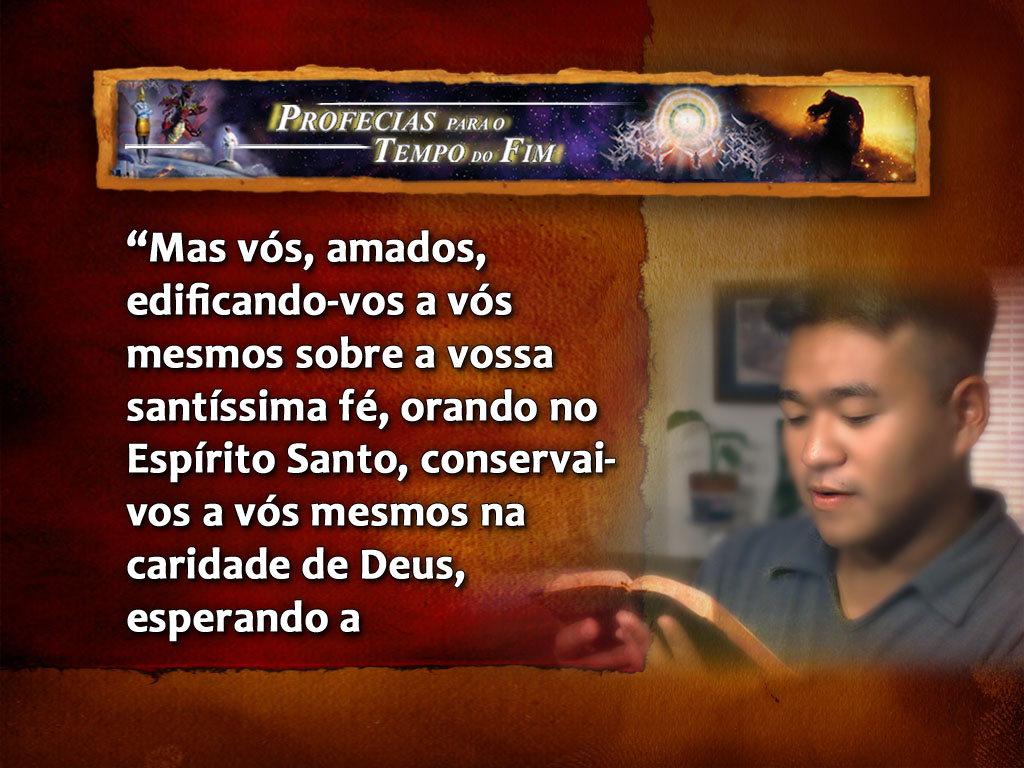 PROFECIAS PARA O
TEMPO DO FIM
“Mas vós, amados,
edificando-vos a vós
mesmos sobre a vossa
santíssima fé, orando no
Espírito Santo, conservai-
vos a vós mesmos na
caridade de Deus,
esperando a